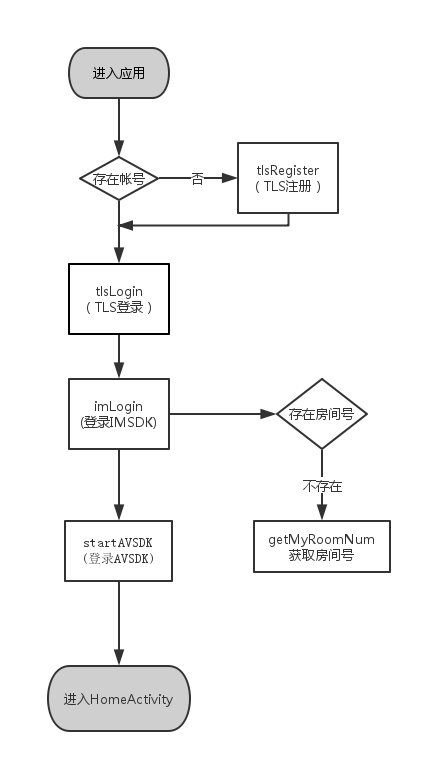 进入应用
存在帐号
否
tlsRegister
（TLS注册）
tlsLogin
（TLS登录）
imLogin
(登录IMSDK)
存在房间号
不存在
startAVSDK
(登录AVSDK)
getMyRoomNum
获取房间号
进入HomeActivity